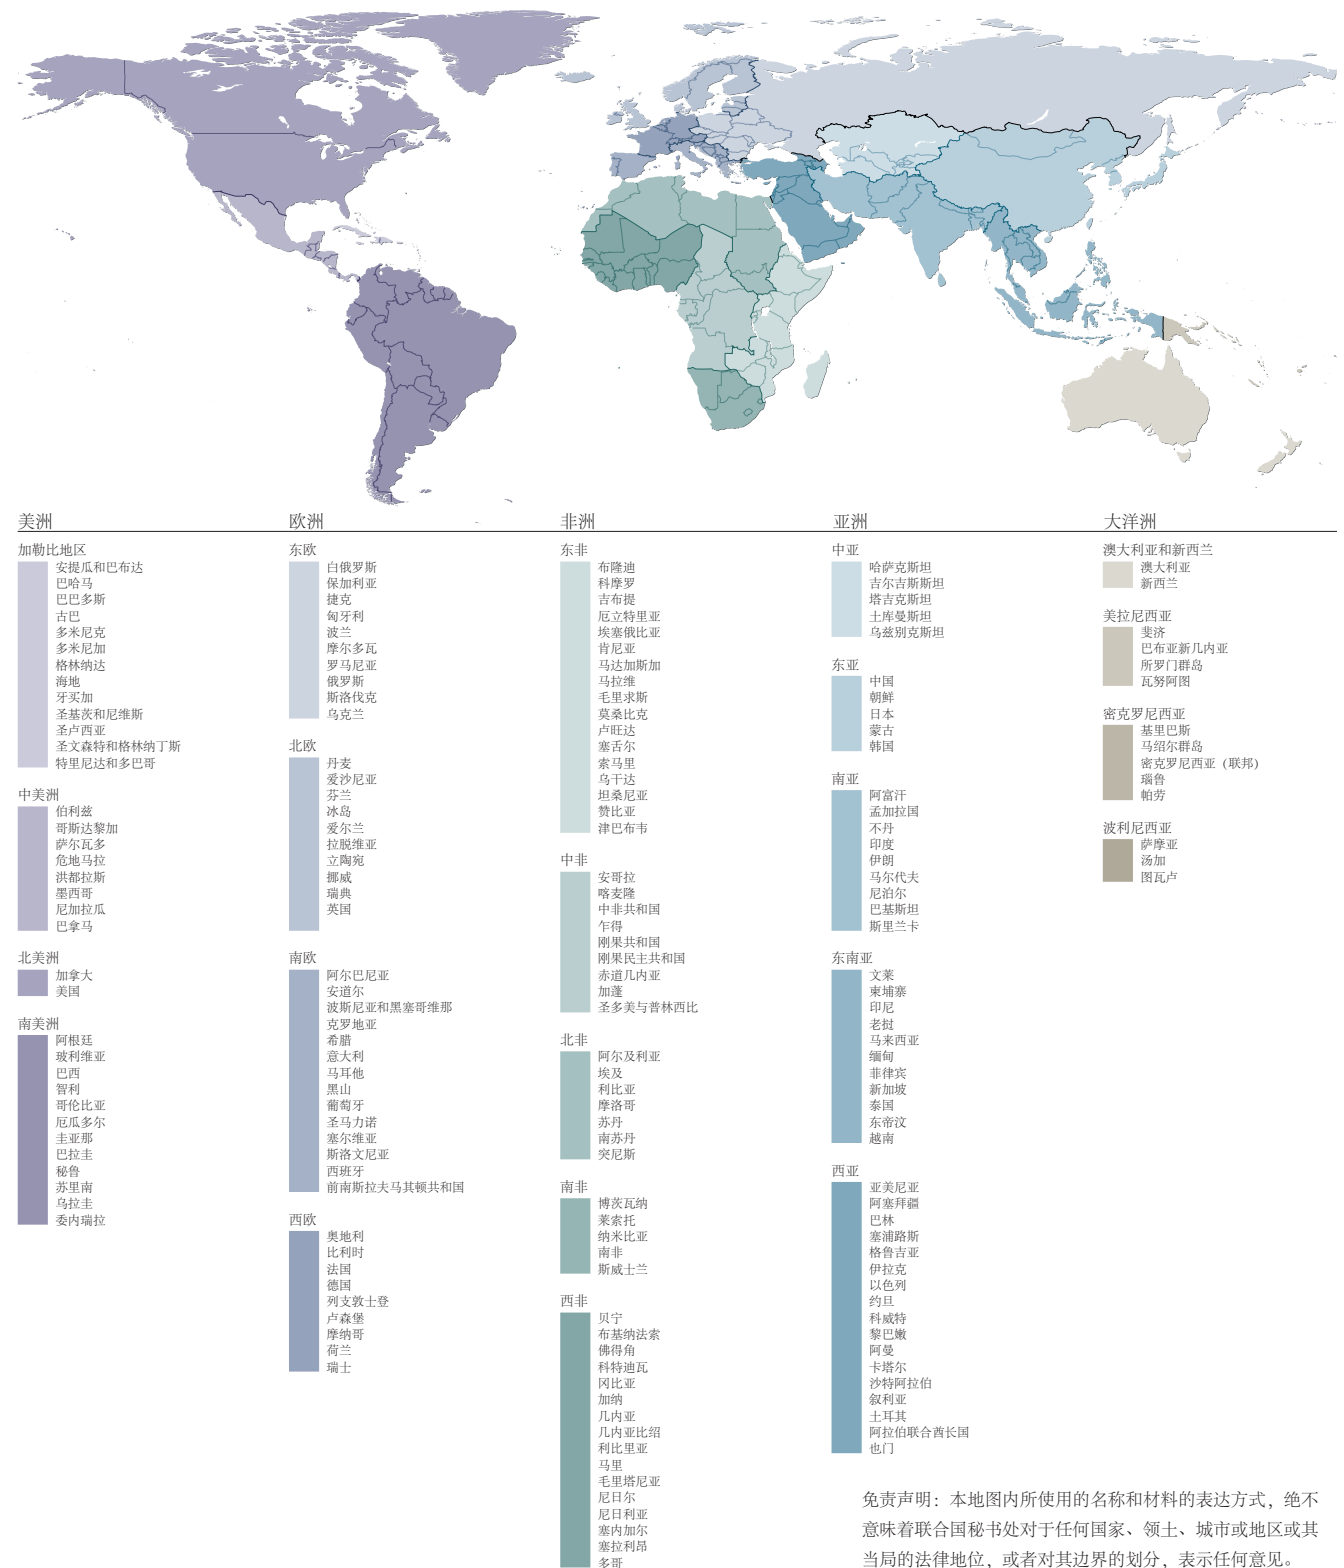 美洲
加勒比地区
安提瓜和巴布达
巴哈马
巴巴多斯
古巴
多米尼克
多米尼加
格林纳达
海地
牙买加
圣基茨和尼维斯
圣卢西亚
圣文森特和格林纳丁斯
特里尼达和多巴哥
中美洲
伯利兹
哥斯达黎加
萨尔瓦多
危地马拉
洪都拉斯
墨西哥
尼加拉瓜
巴拿马
北美洲
加拿大
美国
南美洲
阿根廷
玻利维亚
巴西
智利
哥伦比亚
厄瓜多尔
圭亚那
巴拉圭
秘鲁
苏里南
乌拉圭
委内瑞拉
欧洲
东欧
白俄罗斯
保加利亚
捷克
匈牙利
波兰
摩尔多瓦
罗马尼亚
俄罗斯
斯洛伐克
乌克兰
北欧
丹麦
爱沙尼亚
芬兰
冰岛
爱尔兰
拉脱维亚
立陶宛
挪威
瑞典
英国
南欧
阿尔巴尼亚
安道尔
波斯尼亚和黑塞哥维那
克罗地亚
希腊
意大利
马耳他
黑山
葡萄牙
圣马力诺
塞尔维亚
斯洛文尼亚
西班牙
前南斯拉夫马其顿共和国
西欧
奥地利
比利时
法国
德国
列支敦士登
卢森堡
摩纳哥
荷兰
瑞士
非洲
东非
布隆迪
科摩罗
吉布提
厄立特里亚
埃塞俄比亚
肯尼亚
马达加斯加
马拉维
毛里求斯
莫桑比克
卢旺达
塞舌尔
索马里
乌干达
坦桑尼亚
赞比亚
津巴布韦
中非
安哥拉
喀麦隆
中非共和国
乍得
刚果共和国
刚果民主共和国
赤道几内亚
加蓬
圣多美与普林西比
北非
阿尔及利亚
埃及
利比亚
摩洛哥
苏丹
南苏丹
突尼斯
南非
博茨瓦纳
莱索托
纳米比亚
南非
斯威士兰
西非
贝宁
布基纳法索
佛得角
科特迪瓦
冈比亚
加纳
几内亚
几内亚比绍
利比里亚
马里
毛里塔尼亚
尼日尔
尼日利亚
塞内加尔
塞拉利昂
多哥
亚洲
中亚
哈萨克斯坦
吉尔吉斯斯坦
塔吉克斯坦
土库曼斯坦
乌兹别克斯坦
东亚
中国
朝鲜
日本
蒙古
韩国
南亚
阿富汗
孟加拉国
不丹
印度
伊朗
马尔代夫
尼泊尔
巴基斯坦
斯里兰卡
东南亚
文莱
柬埔寨
印尼
老挝
马来西亚
缅甸
菲律宾
新加坡
泰国
东帝汶
越南
西亚
亚美尼亚
阿塞拜疆
巴林
塞浦路斯
格鲁吉亚
伊拉克
以色列
约旦
科威特
黎巴嫩
阿曼
卡塔尔
沙特阿拉伯
叙利亚
土耳其
阿拉伯联合酋长国
也门
大洋洲
澳大利亚和新西兰
澳大利亚
新西兰
美拉尼西亚
斐济
巴布亚新几内亚
所罗门群岛
瓦努阿图
密克罗尼西亚
基里巴斯
马绍尔群岛
密克罗尼西亚（联邦）
瑙鲁
帕劳
波利尼西亚
萨摩亚
汤加
图瓦卢
免责声明：本地图内所使用的名称和材料的表达方式，绝不
意味着联合国秘书处对于任何国家、领土、城市或地区或其
当局的法律地位，或者对其边界的划分，表示任何意见。